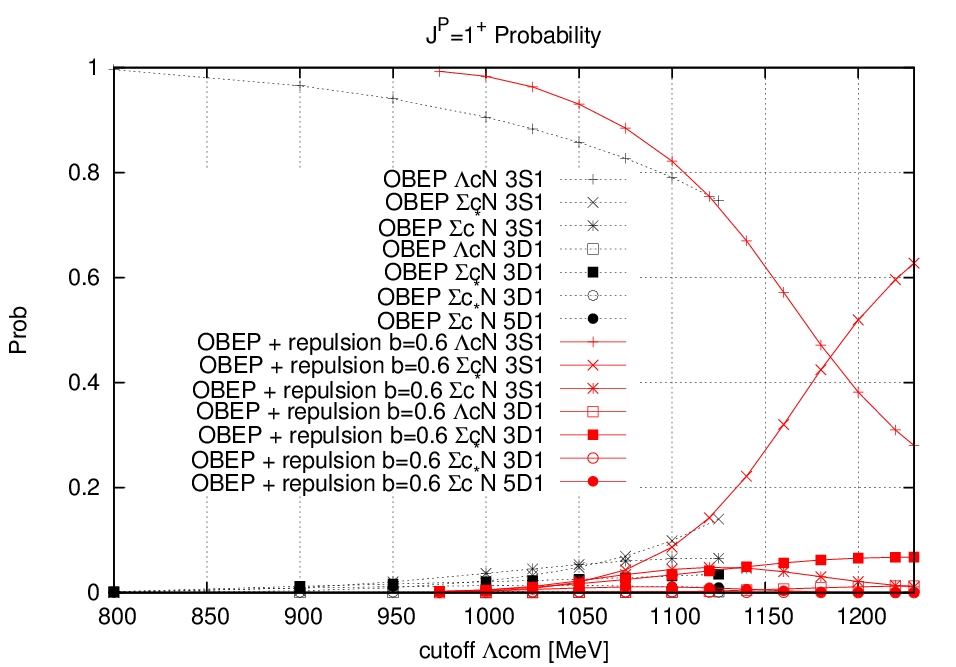 J^P=1^+ Probability
1
0.8
0.6
0.4
0.2
0
Prob
OBEP ΛcN 3S1
OBEP ΣcN 3S1
OBEP Σc*N 3S1
OBEP ΛcN 3D1
OBEP ΣcN 3D1
OBEP Σc*N 3D1
OBEP Σc*N 5D1
OBEP + repulsion b=0.6 ΛcN 3S1
OBEP + repulsion b=0.6 ΣcN 3S1
OBEP + repulsion b=0.6 Σc*N 3S1
OBEP + repulsion b=0.6 ΛcN 3D1
OBEP + repulsion b=0.6 ΣcN 3D1
OBEP + repulsion b=0.6 Σc*N 3D1
OBEP + repulsion b=0.6 Σc*N 5D1
800 850 900 950 1000 1050 1100 1150 1200
cutoff Λcom [MeV]